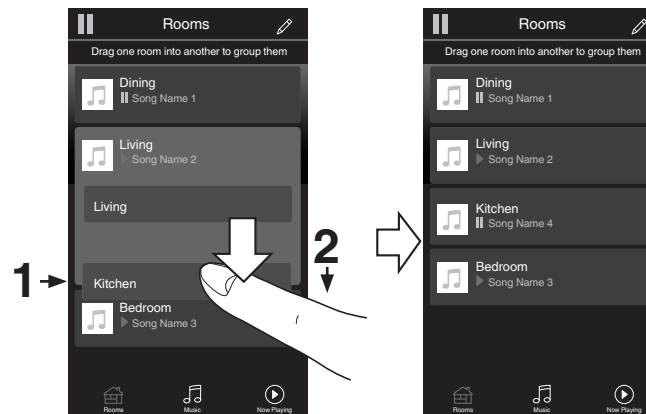 Rooms
Drag one room into another to group them
Dining
Song Name 1
Living
Song Name 2
Living
Kitchen
Bedroom
Song Name 3
Rooms
Music
Now Playing
1
2
Rooms
Drag one room into another to group them
Dining
Song Name 1
Living
Song Name 2
Kitchen
Song Name 4
Bedroom
Song Name 3
Rooms
Music
Now Playing